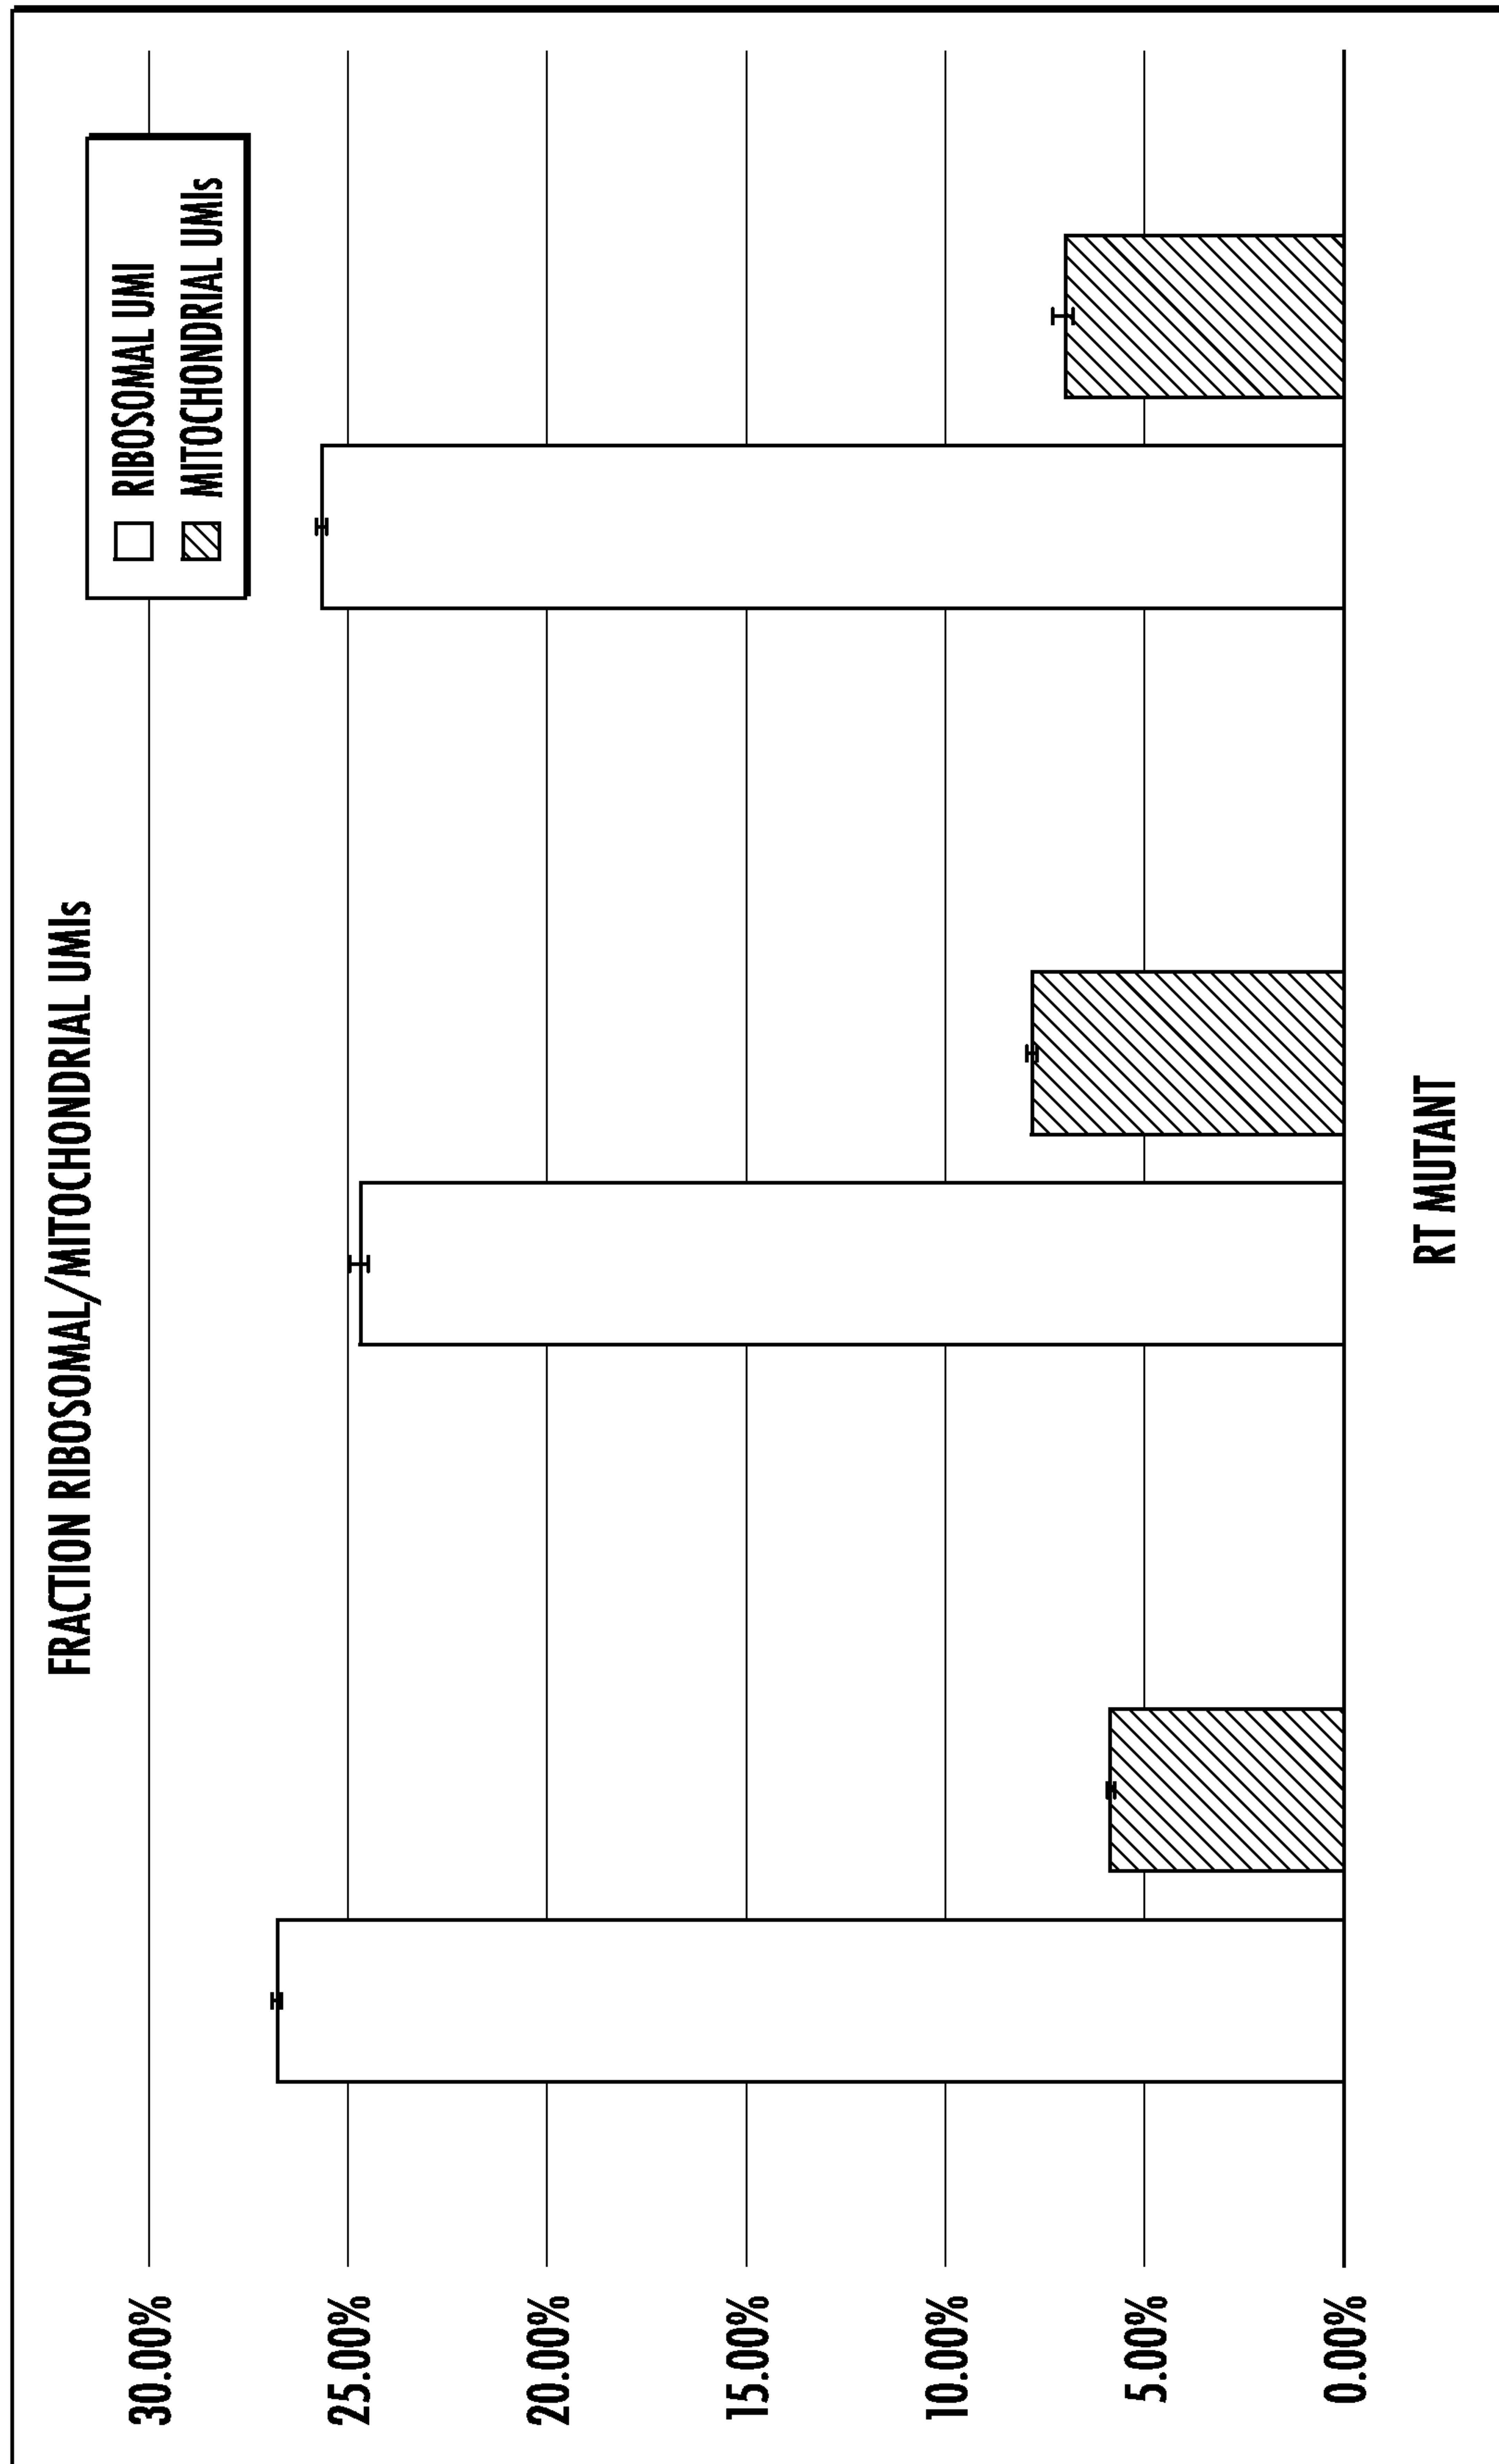 FRACTION RIBOSOMAL/MITOCHONDRIAL UMIs
RIBOSOMAL UMI
MITOCHONDRIAL UMIs
30.00%
25.00%
20.00%
15.00%
10.00%
5.00%
0.00%
RT MUTANT